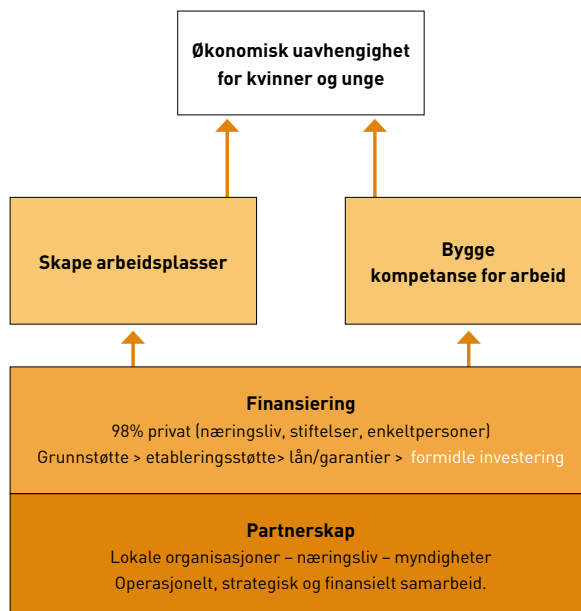 Økonomisk uavhengighet
for kvinner og unge
Skape arbeidsplasser
Bygge
kompetanse for arbeid
Finansiering
98% privat (næringsliv, stiftelser, enkeltpersoner)
Grunnstøtte > etableringsstøtte> lån/garantier > formidle investering
Partnerskap
Lokale organisasjoner – næringsliv – myndigheter
Operasjonelt, strategisk og finansielt samarbeid.